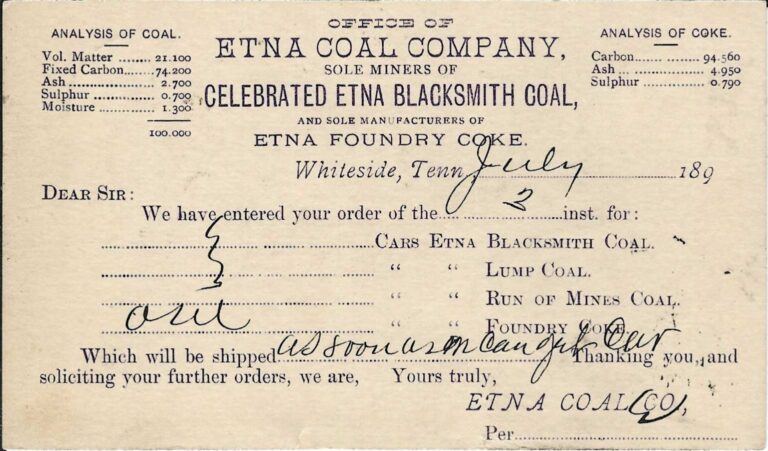 OFFICE OF
ETNA COAL COMPANY,
SOLE MINERS OF
CELEBRATED ETNA BLACKSMITH COAL,
AND SOLE MANUFACTURERS OF
ETNA FOUNDRY COKE.
ANALYSIS OF COAL.
Vol. Matter ........ 21.100
Fixed Carbon.....74.200
Ash .................... 2.700
Sulphur .............. 0.700
Moisture ............. 1.300
100.000
ANALYSIS OF COKE.
Carbon................. 94.560
Ash ..................... 4.950
Sulphur ............... 0.790
Whiteside, Tenn July 189
DEAR SIR:
We have entered your order of the 2 inst. for:
CARS ETNA BLACKSMITH COAL.
" " LUMP COAL.
" " RUN OF MINES COAL.
one " " FOUNDRY COKE.
Which will be shipped as soon as can get Car Thanking you, and
soliciting your further orders, we are, Yours truly,
ETNA COAL CO,
Per